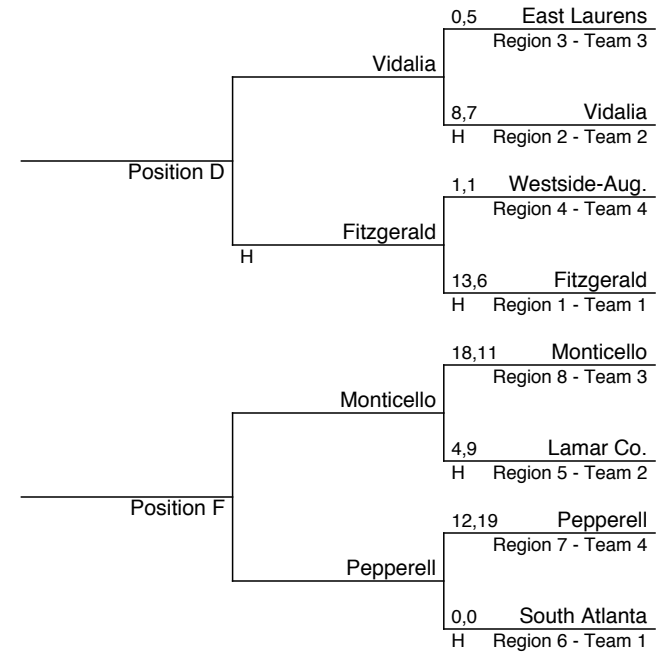 0,5 East Laurens
Region 3 - Team 3
Vidalia
8,7 Vidalia
H Region 2 - Team 2
Position D
1,1 Westside-Aug.
Region 4 - Team 4
Fitzgerald
H
13,6 Fitzgerald
H Region 1 - Team 1
18,11 Monticello
Region 8 - Team 3
Monticello
4,9 Lamar Co.
H Region 5 - Team 2
Position F
12,19 Pepperell
Region 7 - Team 4
Pepperell
0,0 South Atlanta
H Region 6 - Team 1